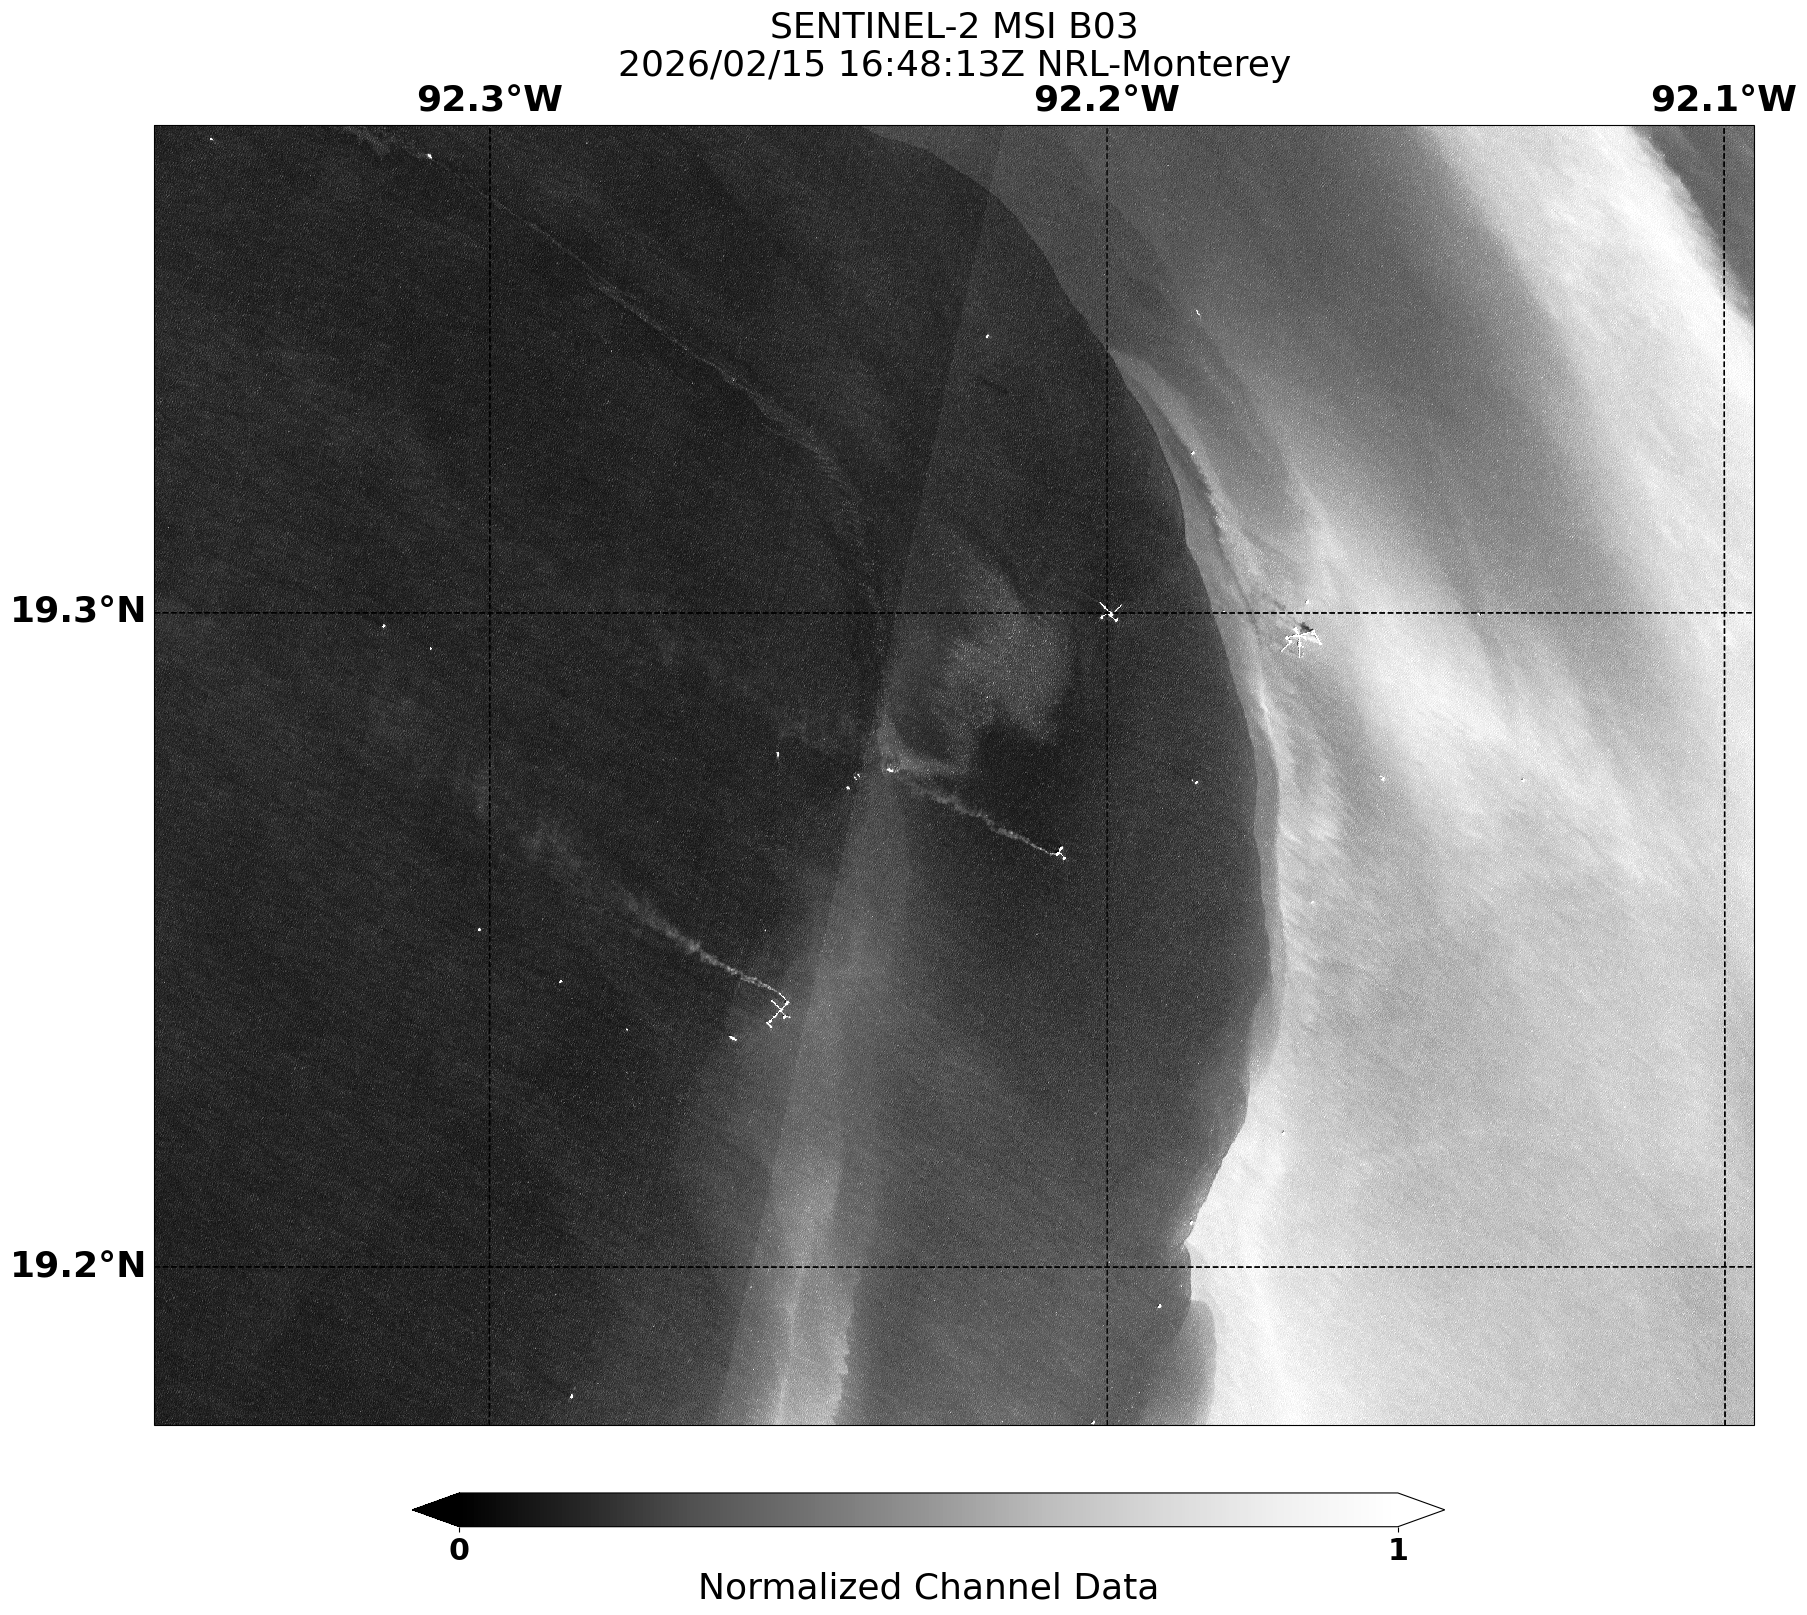 SENTINEL-2 MSI B03
2026/02/15 16:48:13Z NRL-Monterey
92.3°W 92.2°W 92.1°W
19.3°N
19.2°N
0 1
Normalized Channel Data